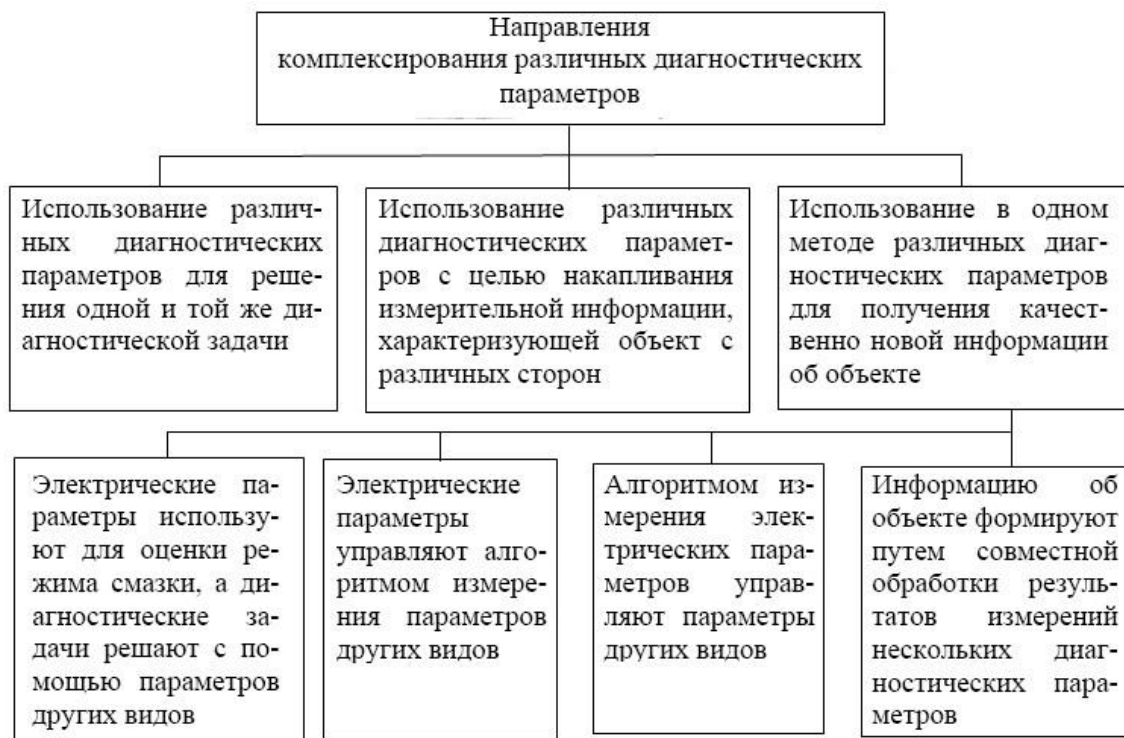 Направления
комплексирования различных диагностических
параметров
Использование различ-
ных диагностических
параметров для реше-
ния одной и той же ди-
агностической задачи
Использование различных
диагностических парамет-
ров с целью накапливания
измерительной информации,
характеризующей объект с
различных сторон
Использование в одном
методе различных диаг-
ностических параметров
для получения качест-
венно новой информации
об объекте
Электрические па-
раметры использу-
ют для оценки ре-
жима смазки, а ди-
агностические за-
дачи решают с по-
мощью параметров
других видов
Электрические
параметры
управляют алго-
ритмом измере-
ния параметров
других видов
Алгоритмом из-
мерения элек-
трических пара-
метров управ-
ляют параметры
других видов
Информацию об
объекте формируют
путем совместной
обработки резуль-
татов измерений
нескольких диаг-
ностических пара-
метров